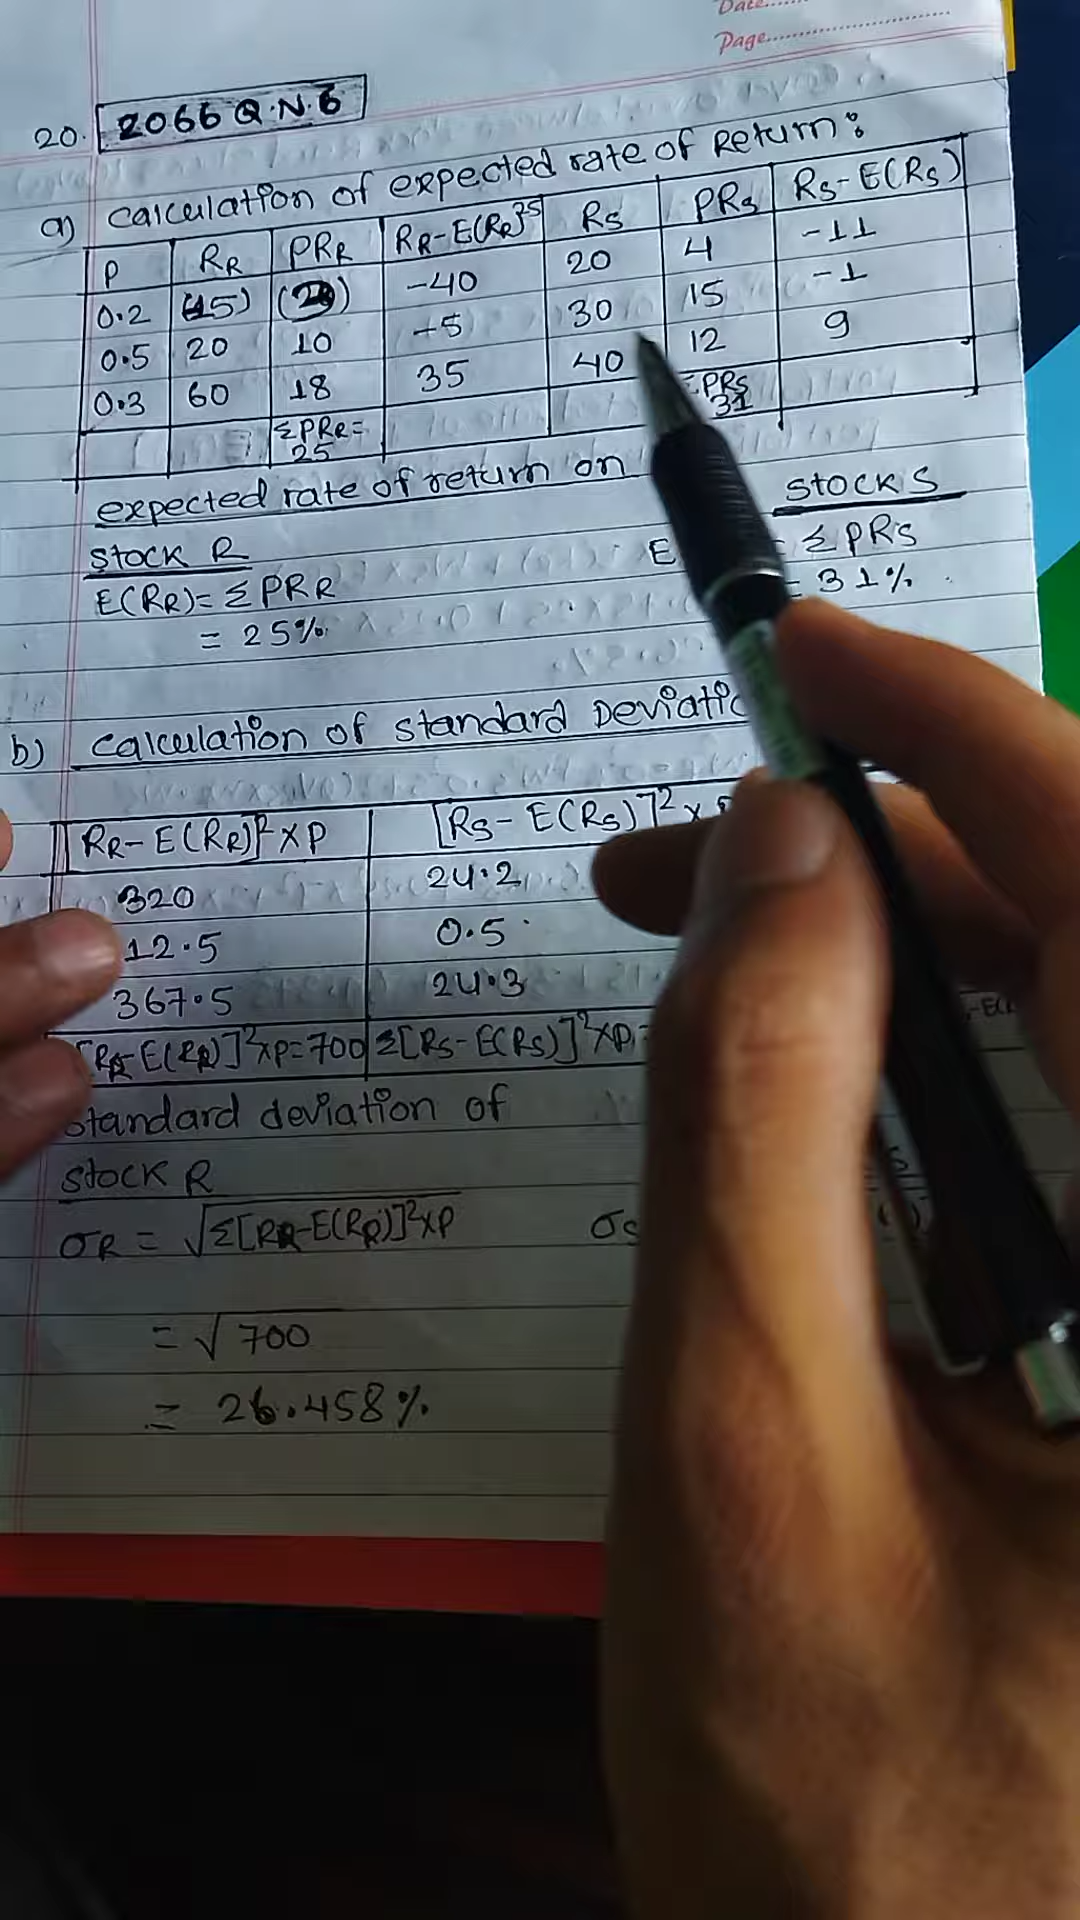 Date......
Page..............................
20. 2066 Q.N.6
a) Calculation of expected rate of Return:
P RR PRR RR-E(RR) RS PRS RS-E(RS)
0.2 (15) -40 20 4 -11
0.5 20 10 -5 30 15 -1
0.3 60 18 35 40 12 9
ΣPRR= 25 ΣPRS 31
expected rate of return on
Stock R Stock S
E(RR)= ΣPRR E = ΣPRS
= 25% = 31%
b) Calculation of standard Deviatio
[RR-E(RR)]²XP [RS-E(RS)]²x
320 24.2
12.5 0.5
367.5 24.3
[RR-E(RR)]²xp=700 Σ[RS-E(RS)]²xp=
Standard deviation of
Stock R
σR = √Σ[RR-E(RR)]²xp σS
= √700
= 26.458%